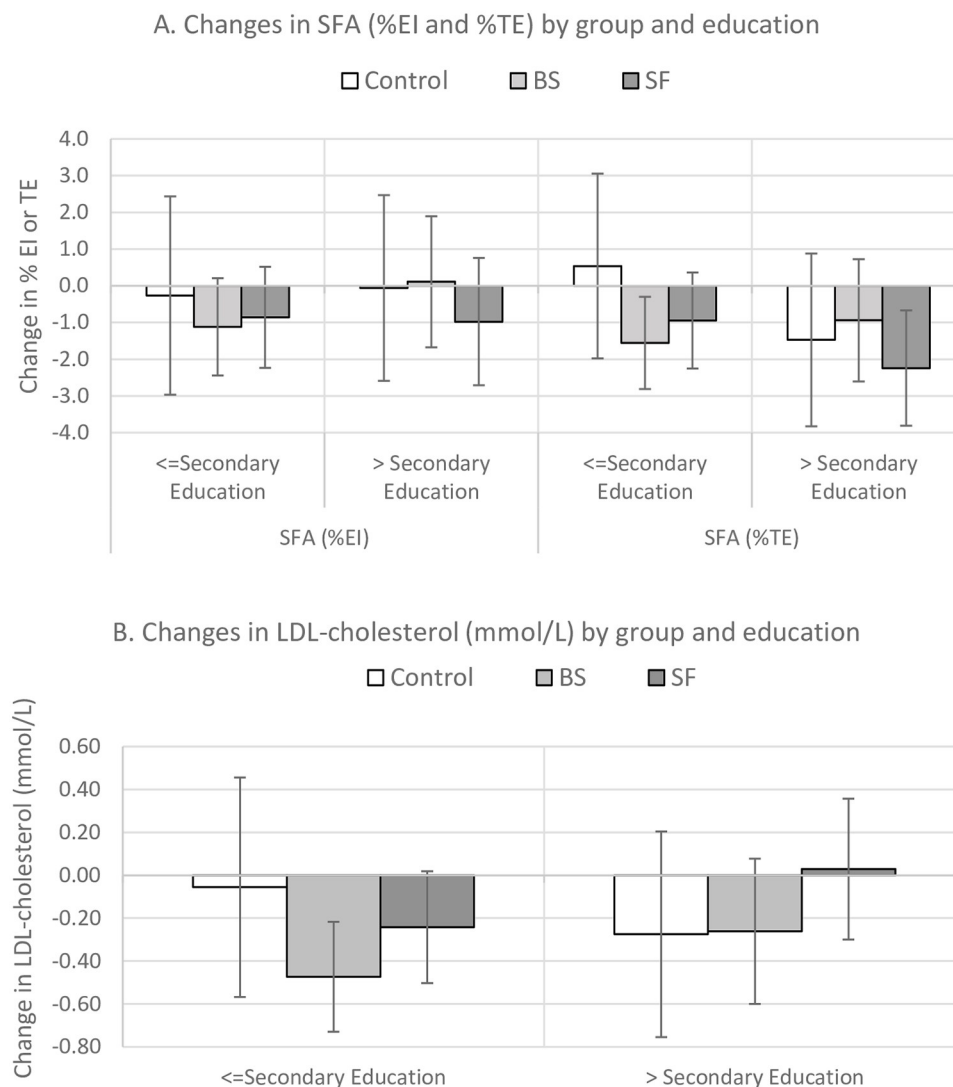 A. Changes in SFA (%EI and %TE) by group and education
Control BS SF
Change in % EI or TE
4.0
3.0
2.0
1.0
0.0
-1.0
-2.0
-3.0
-4.0
<=Secondary > Secondary <=Secondary > Secondary
Education Education Education Education
SFA (%EI) SFA (%TE)
B. Changes in LDL-cholesterol (mmol/L) by group and education
Control BS SF
Change in LDL-cholesterol (mmol/L)
0.60
0.40
0.20
0.00
-0.20
-0.40
-0.60
-0.80
<=Secondary Education > Secondary Education